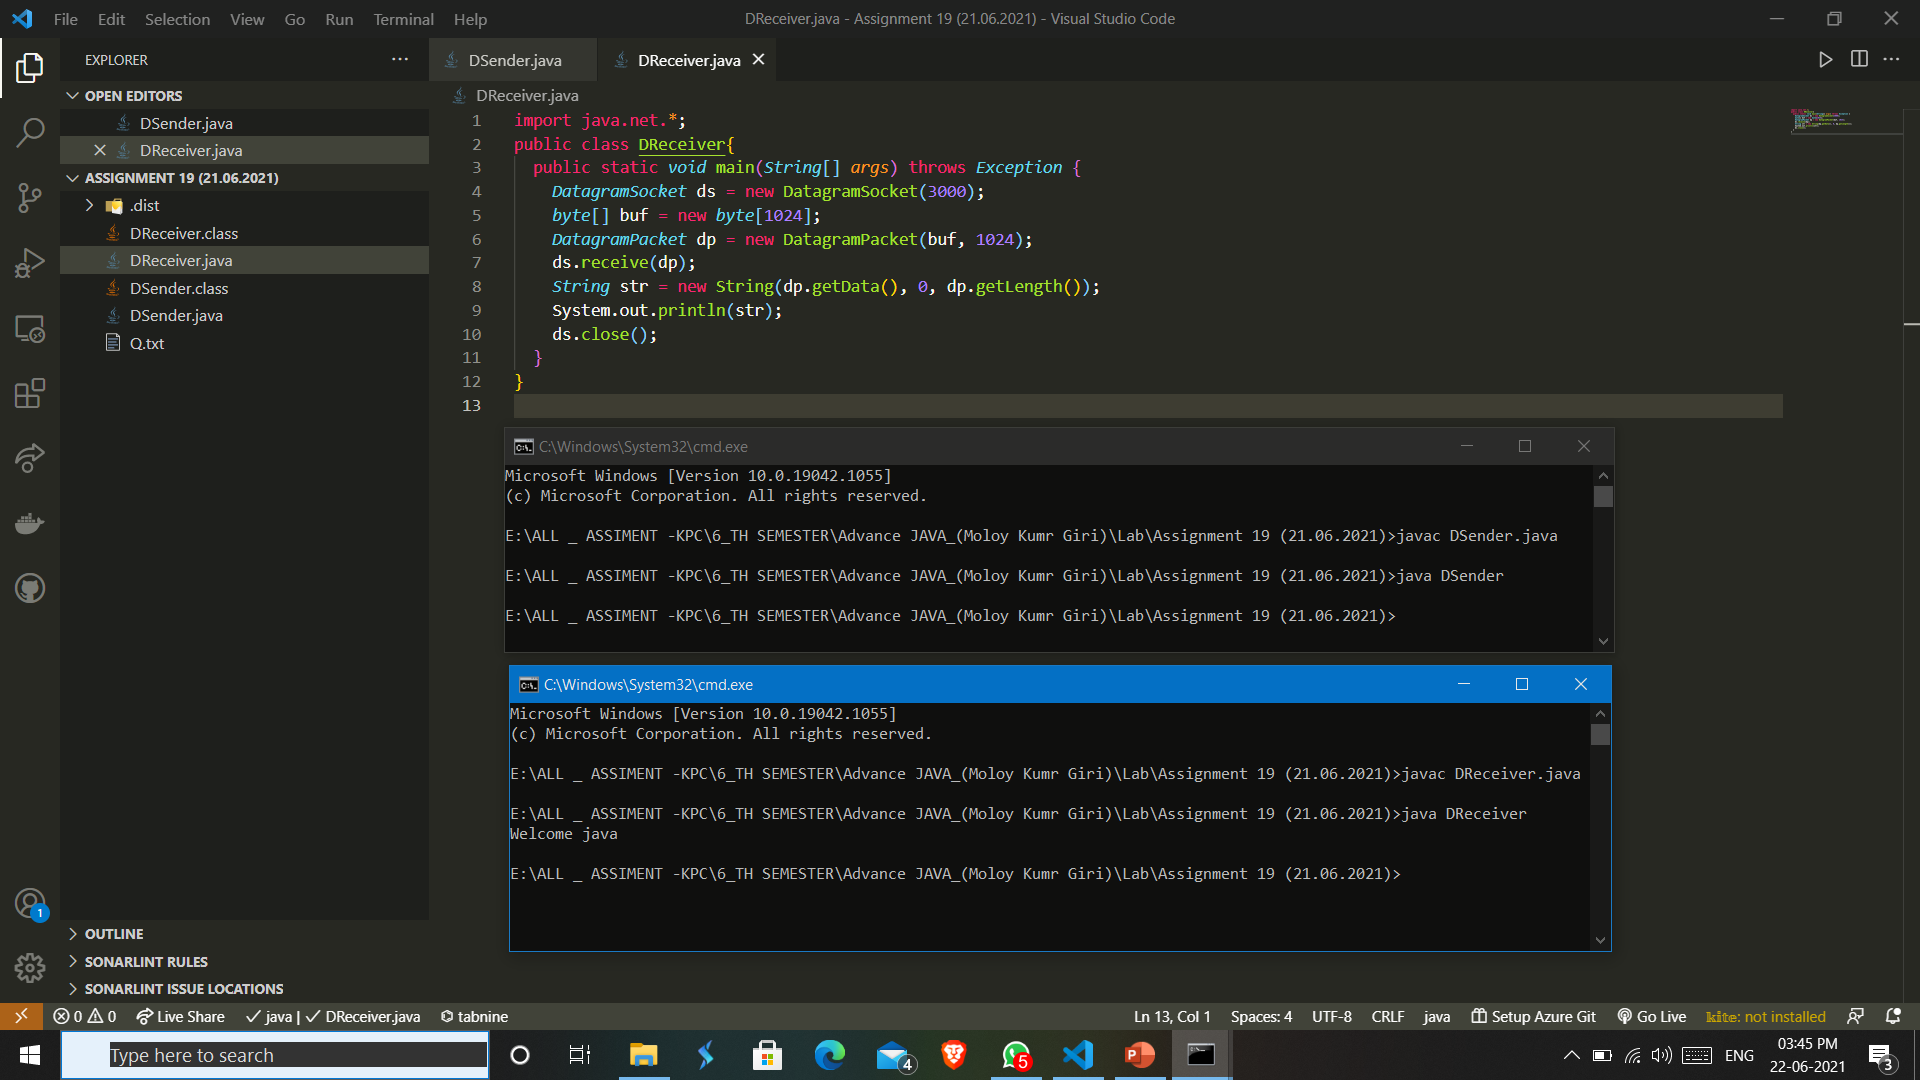 File Edit Selection View Go Run Terminal Help
DReceiver.java - Assignment 19 (21.06.2021) - Visual Studio Code
EXPLORER
OPEN EDITORS
DSender.java
DReceiver.java
ASSIGNMENT 19 (21.06.2021)
.dist
DReceiver.class
DReceiver.java
DSender.class
DSender.java
Q.txt
OUTLINE
SONARLINT RULES
SONARLINT ISSUE LOCATIONS
1
DSender.java DReceiver.java
DReceiver.java
1 import java.net.*;
2 public class DReceiver{
3 public static void main(String[] args) throws Exception {
4 DatagramSocket ds = new DatagramSocket(3000);
5 byte[] buf = new byte[1024];
6 DatagramPacket dp = new DatagramPacket(buf, 1024);
7 ds.receive(dp);
8 String str = new String(dp.getData(), 0, dp.getLength());
9 System.out.println(str);
10 ds.close();
11 }
12 }
13
C:\Windows\System32\cmd.exe
Microsoft Windows [Version 10.0.19042.1055]
(c) Microsoft Corporation. All rights reserved.
E:\ALL _ ASSIMENT -KPC\6_TH SEMESTER\Advance JAVA_(Moloy Kumr Giri)\Lab\Assignment 19 (21.06.2021)>javac DSender.java
E:\ALL _ ASSIMENT -KPC\6_TH SEMESTER\Advance JAVA_(Moloy Kumr Giri)\Lab\Assignment 19 (21.06.2021)>java DSender
E:\ALL _ ASSIMENT -KPC\6_TH SEMESTER\Advance JAVA_(Moloy Kumr Giri)\Lab\Assignment 19 (21.06.2021)>
C:\Windows\System32\cmd.exe
Microsoft Windows [Version 10.0.19042.1055]
(c) Microsoft Corporation. All rights reserved.
E:\ALL _ ASSIMENT -KPC\6_TH SEMESTER\Advance JAVA_(Moloy Kumr Giri)\Lab\Assignment 19 (21.06.2021)>javac DReceiver.java
E:\ALL _ ASSIMENT -KPC\6_TH SEMESTER\Advance JAVA_(Moloy Kumr Giri)\Lab\Assignment 19 (21.06.2021)>java DReceiver
Welcome java
E:\ALL _ ASSIMENT -KPC\6_TH SEMESTER\Advance JAVA_(Moloy Kumr Giri)\Lab\Assignment 19 (21.06.2021)>
0 0 Live Share java | DReceiver.java tabnine Ln 13, Col 1 Spaces: 4 UTF-8 CRLF java Setup Azure Git Go Live kite: not installed
Type here to search
4
5
P
ENG
03:45 PM
22-06-2021
3